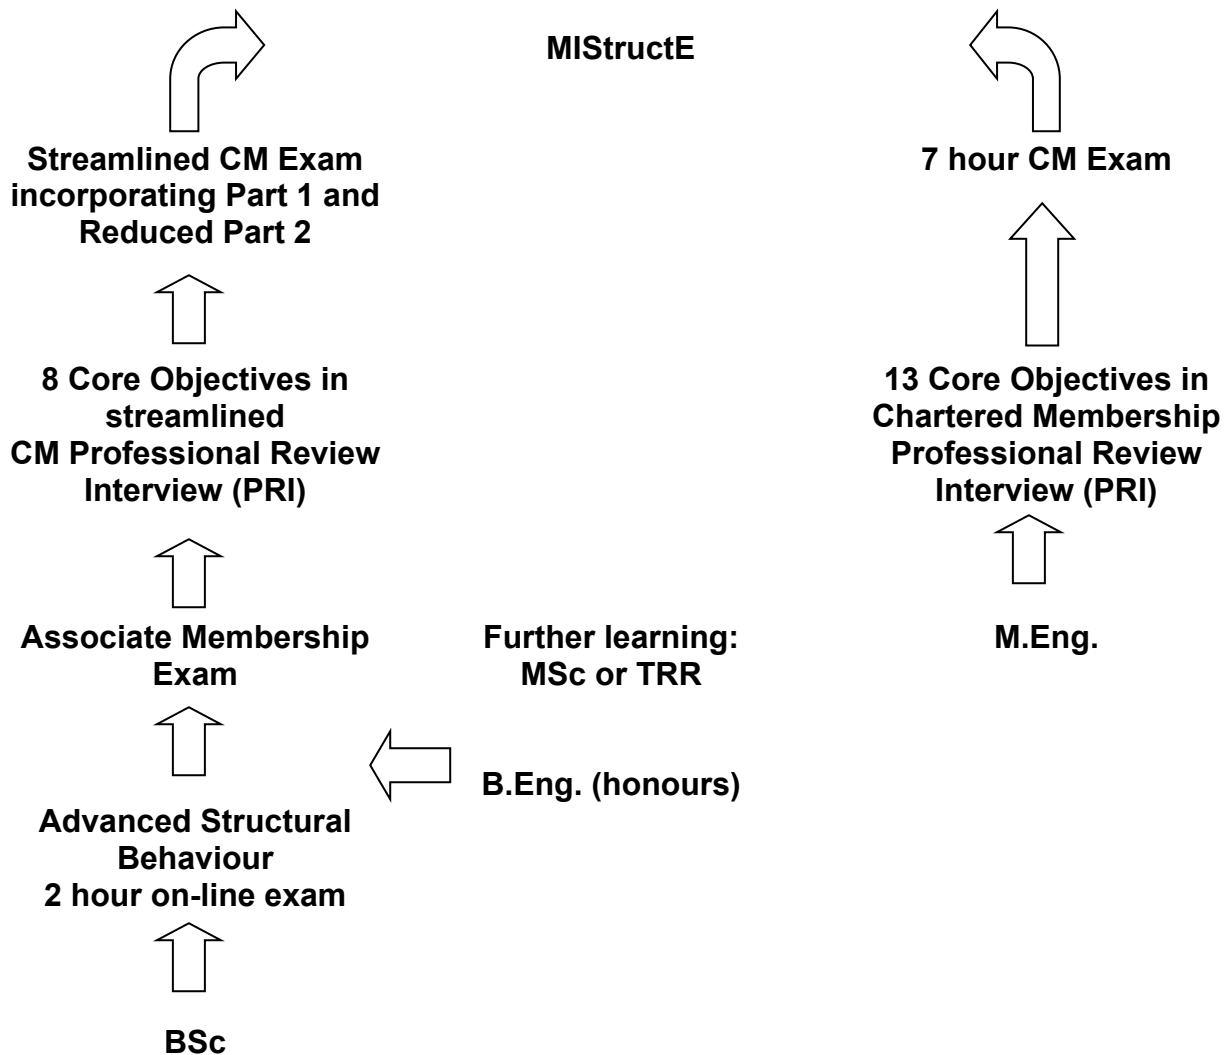 MIStructE
Streamlined CM Exam
incorporating Part 1 and
Reduced Part 2
7 hour CM Exam
8 Core Objectives in
streamlined
CM Professional Review
Interview (PRI)
13 Core Objectives in
Chartered Membership
Professional Review
Interview (PRI)
Associate Membership
Exam
Further learning:
MSc or TRR
M.Eng.
B.Eng. (honours)
Advanced Structural
Behaviour
2 hour on-line exam
BSc